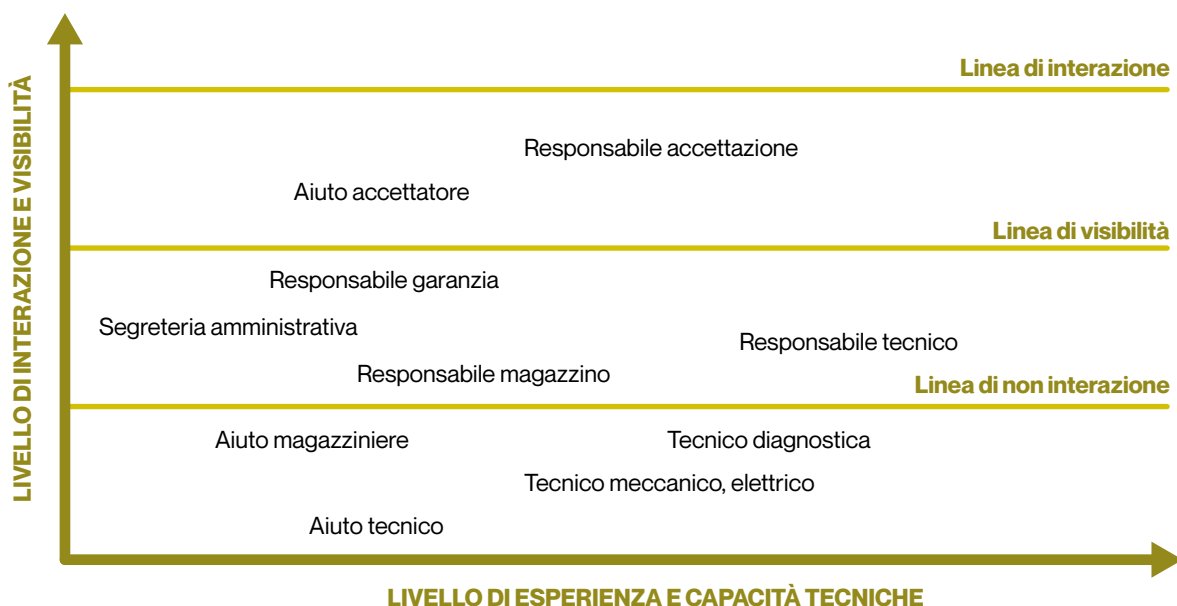 LIVELLO DI INTERAZIONE E VISIBILITÀ
Linea di interazione
Responsabile accettazione
Aiuto accettatore
Linea di visibilità
Responsabile garanzia
Segreteria amministrativa
Responsabile tecnico
Responsabile magazzino
Linea di non interazione
Aiuto magazziniere
Tecnico diagnostica
Tecnico meccanico, elettrico
Aiuto tecnico
LIVELLO DI ESPERIENZA E CAPACITÀ TECNICHE